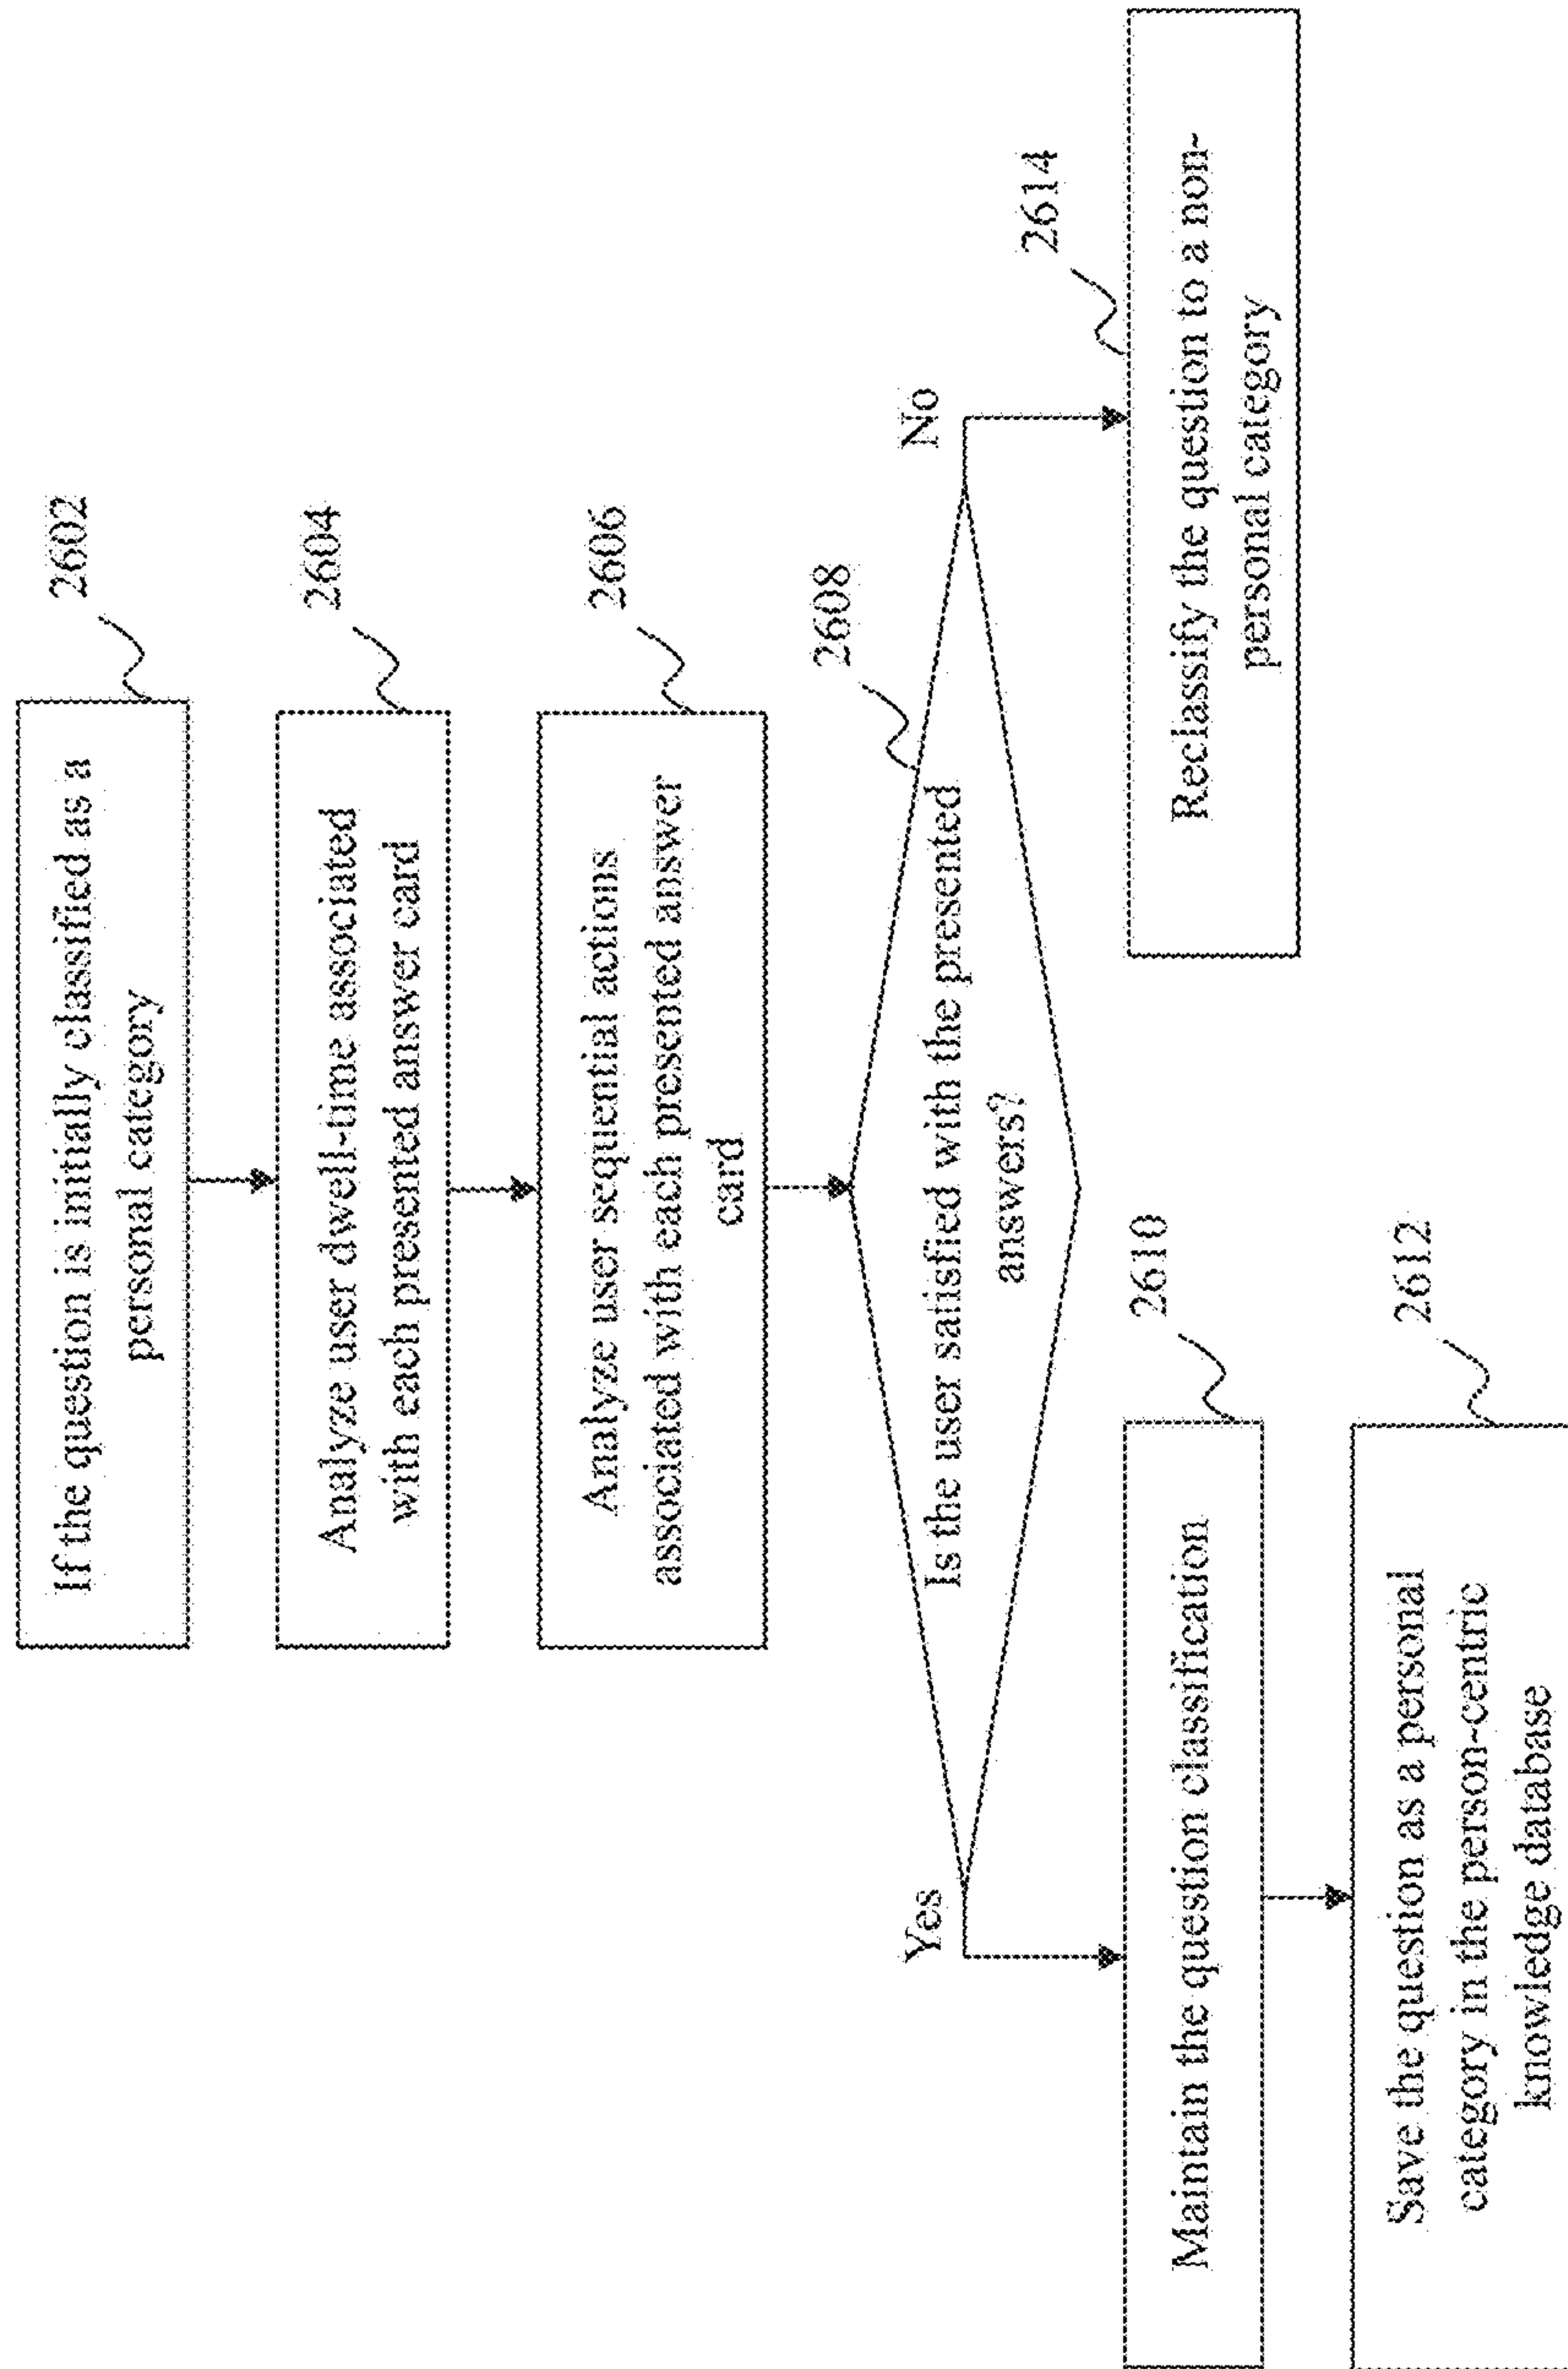 If the question is initially classified as a
personal category
2602
Analyze user dwell-time associated
with each presented answer card
2604
Analyze user sequential actions
associated with each presented answer
card
2606
Is the user satisfied with the presented
answers?
2608
Yes
No
Maintain the question classification
2610
Save the question as a personal
category in the person-centric
knowledge database
2612
Reclassify the question to a non-
personal category
2614